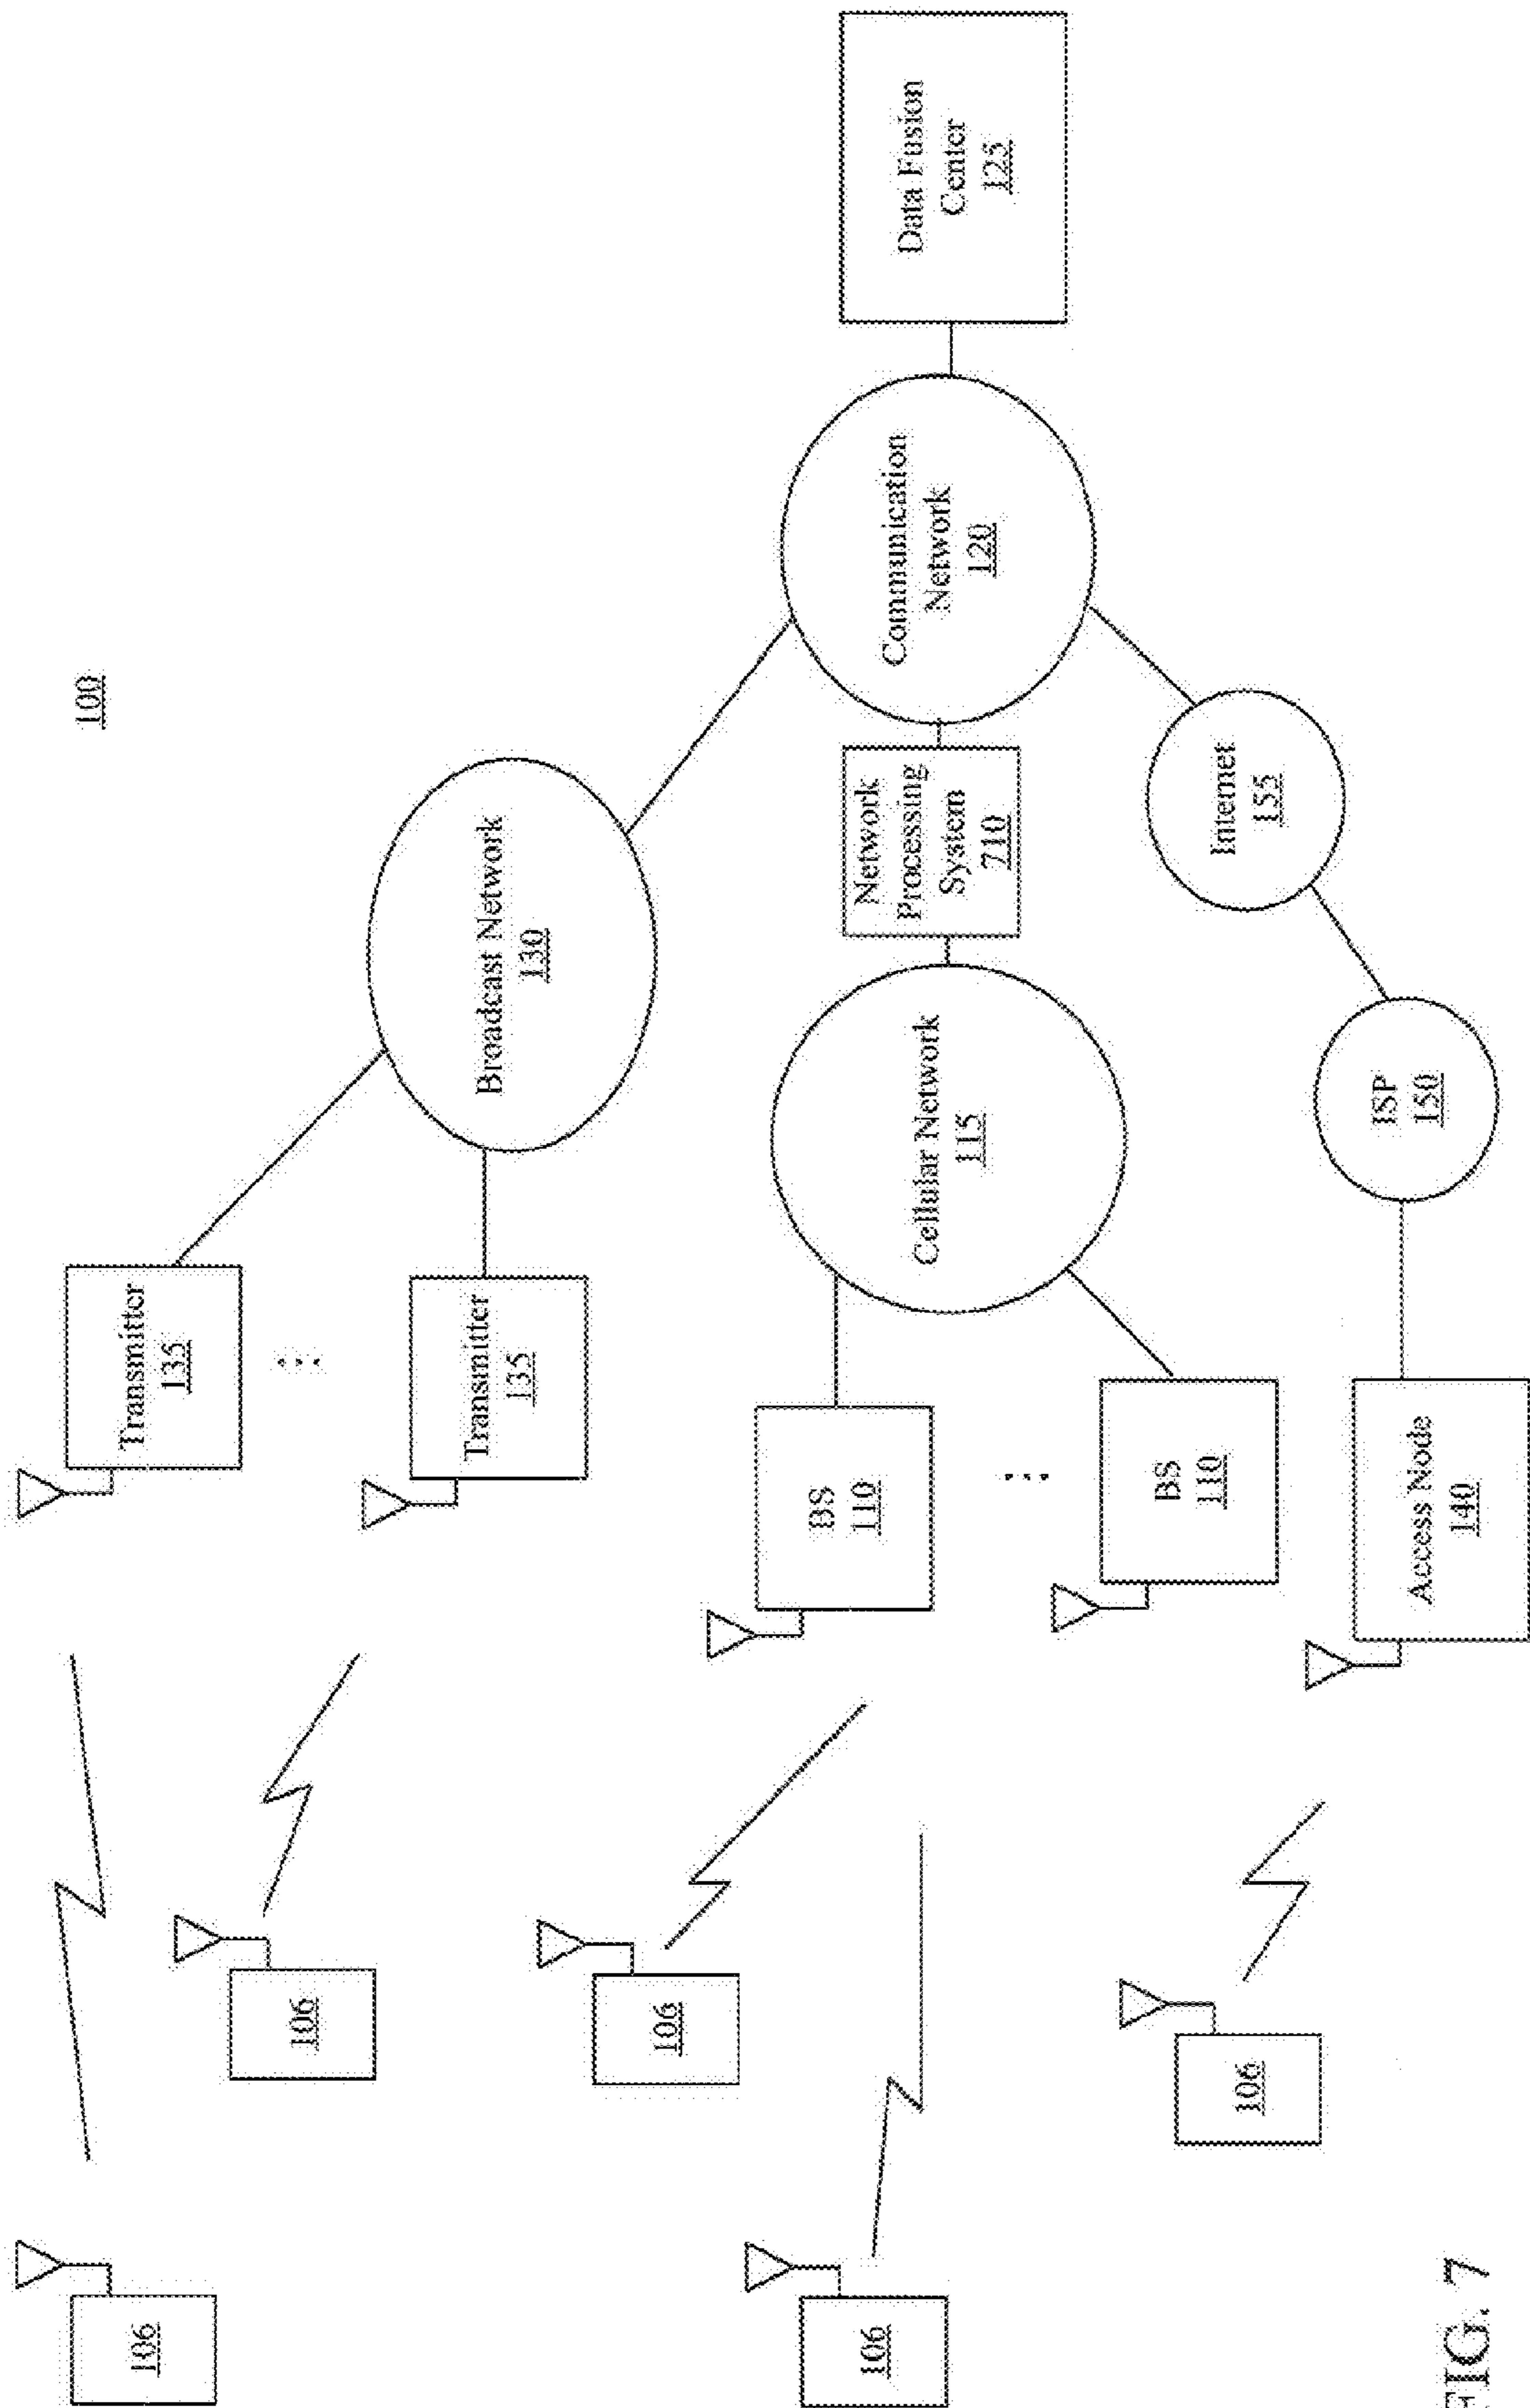 100
Transmitter
135
Transmitter
135
Broadcast Network
130
106
106
106
106
106
BS
110
BS
110
Cellular Network
115
Network
Processing
System
710
Communication
Network
120
Data Fusion
Center
125
Access Node
140
ISP
150
Internet
155
FIG. 7